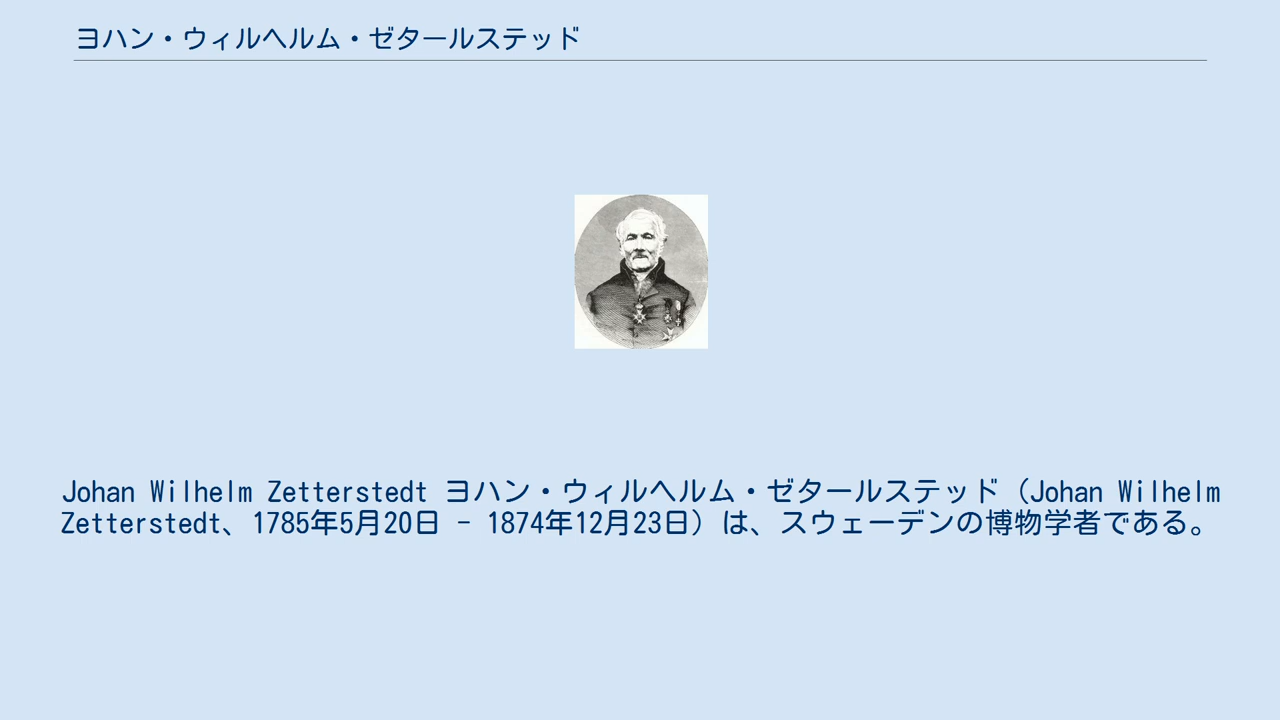 ヨハン・ウィルヘルム・ゼタールステッド
Johan Wilhelm Zetterstedt ヨハン・ウィルヘルム・ゼタールステッド（Johan Wilhelm
Zetterstedt、1785年5月20日 - 1874年12月23日）は、スウェーデンの博物学者である。